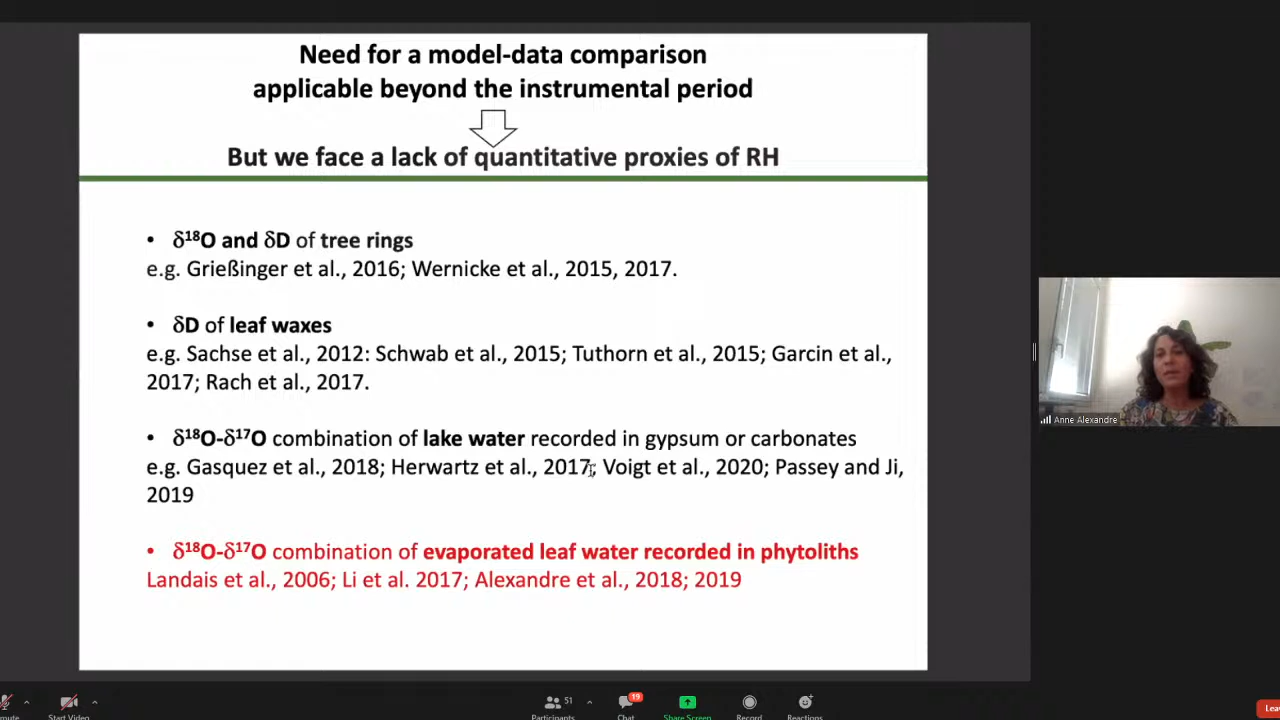 Need for a model-data comparison
applicable beyond the instrumental period
But we face a lack of quantitative proxies of RH
• δ¹⁸O and δD of tree rings
e.g. Grießinger et al., 2016; Wernicke et al., 2015, 2017.
• δD of leaf waxes
e.g. Sachse et al., 2012: Schwab et al., 2015; Tuthorn et al., 2015; Garcin et al.,
2017; Rach et al., 2017.
• δ¹⁸O-δ¹⁷O combination of lake water recorded in gypsum or carbonates
e.g. Gasquez et al., 2018; Herwartz et al., 2017; Voigt et al., 2020; Passey and Ji,
2019
• δ¹⁸O-δ¹⁷O combination of evaporated leaf water recorded in phytoliths
Landais et al., 2006; Li et al. 2017; Alexandre et al., 2018; 2019
Anne Alexandre
51
19
mute
Start Video
Participants
Chat
Share Screen
Record
Reactions
Lea